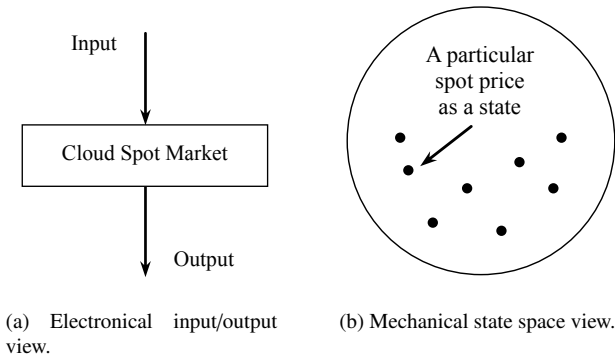 Input
Cloud Spot Market
Output
(a) Electronical input/output
view.
A particular
spot price
as a state
(b) Mechanical state space view.